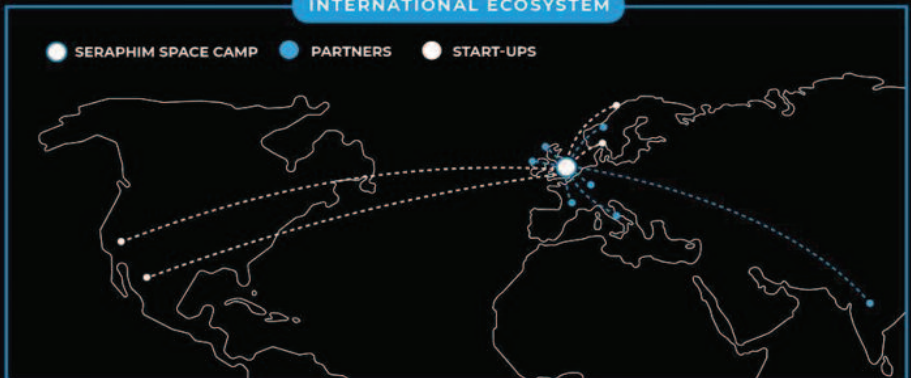 INTERNATIONAL ECOSYSTEM
SERAPHIM SPACE CAMP PARTNERS START-UPS